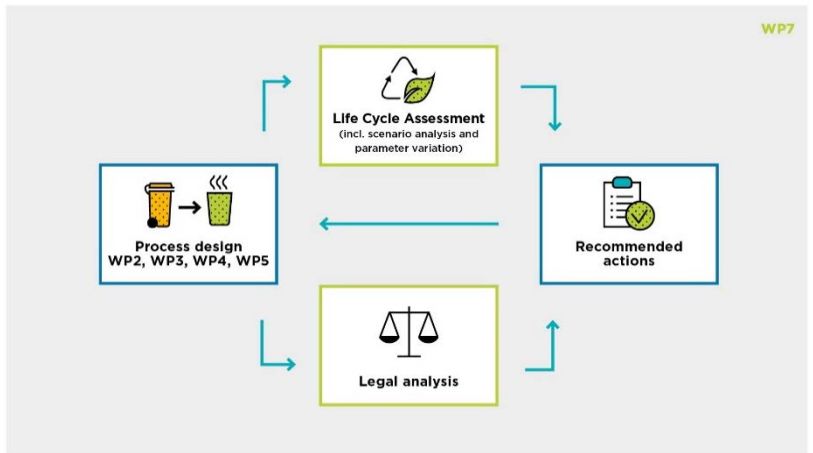 WP7
Life Cycle Assessment
(incl. scenario analysis and
parameter variation)
Process design
WP2, WP3, WP4, WP5
Recommended
actions
Legal analysis